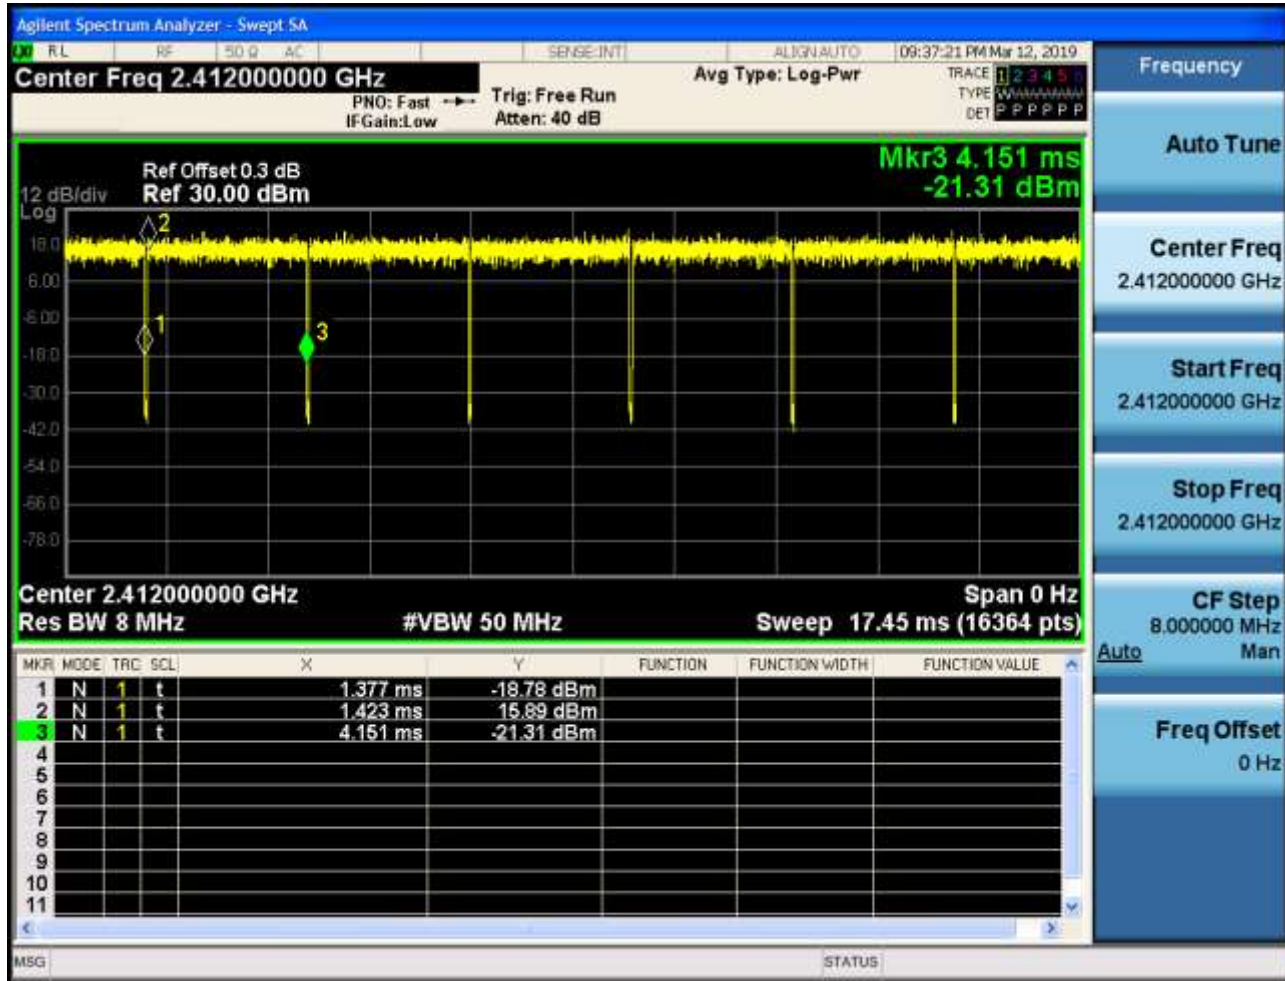 Agilent Spectrum Analyzer - Swept SA
RL RF 50 Ω AC SENSE:INT ALIGNAUTO 09:37:21 PM Mar 12, 2019
Center Freq 2.412000000 GHz
PNO: Fast
IFGain:Low
Trig: Free Run
Atten: 40 dB
Avg Type: Log-Pwr
TRACE 1 2 3 4 5 6
TYPE
DET P P P P P P
Mkr3 4.151 ms
-21.31 dBm
Ref Offset 0.3 dB
12 dB/div Ref 30.00 dBm
Log
18.0
6.00
-6.00
-18.0
-30.0
-42.0
-54.0
-66.0
-78.0
2
1
3
Center 2.412000000 GHz Span 0 Hz
Res BW 8 MHz #VBW 50 MHz Sweep 17.45 ms (16364 pts)
MKR MODE TRC SCL X Y FUNCTION FUNCTION WIDTH FUNCTION VALUE
1 N 1 t 1.377 ms -18.78 dBm
2 N 1 t 1.423 ms 15.89 dBm
3 N 1 t 4.151 ms -21.31 dBm
4
5
6
7
8
9
10
11
MSG STATUS
Frequency
Auto Tune
Center Freq
2.412000000 GHz
Start Freq
2.412000000 GHz
Stop Freq
2.412000000 GHz
CF Step
8.000000 MHz
Auto Man
Freq Offset
0 Hz